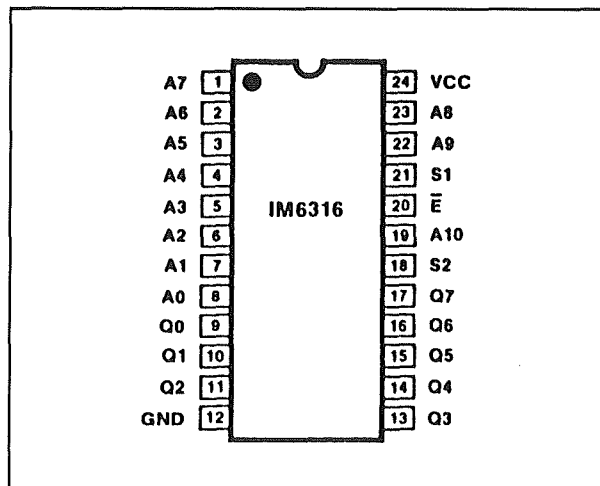 A7 1 24 VCC
A6 2 23 A8
A5 3 22 A9
A4 4 21 S1
A3 5 IM6316 20 E̅
A2 6 19 A10
A1 7 18 S2
A0 8 17 Q7
Q0 9 16 Q6
Q1 10 15 Q5
Q2 11 14 Q4
GND 12 13 Q3